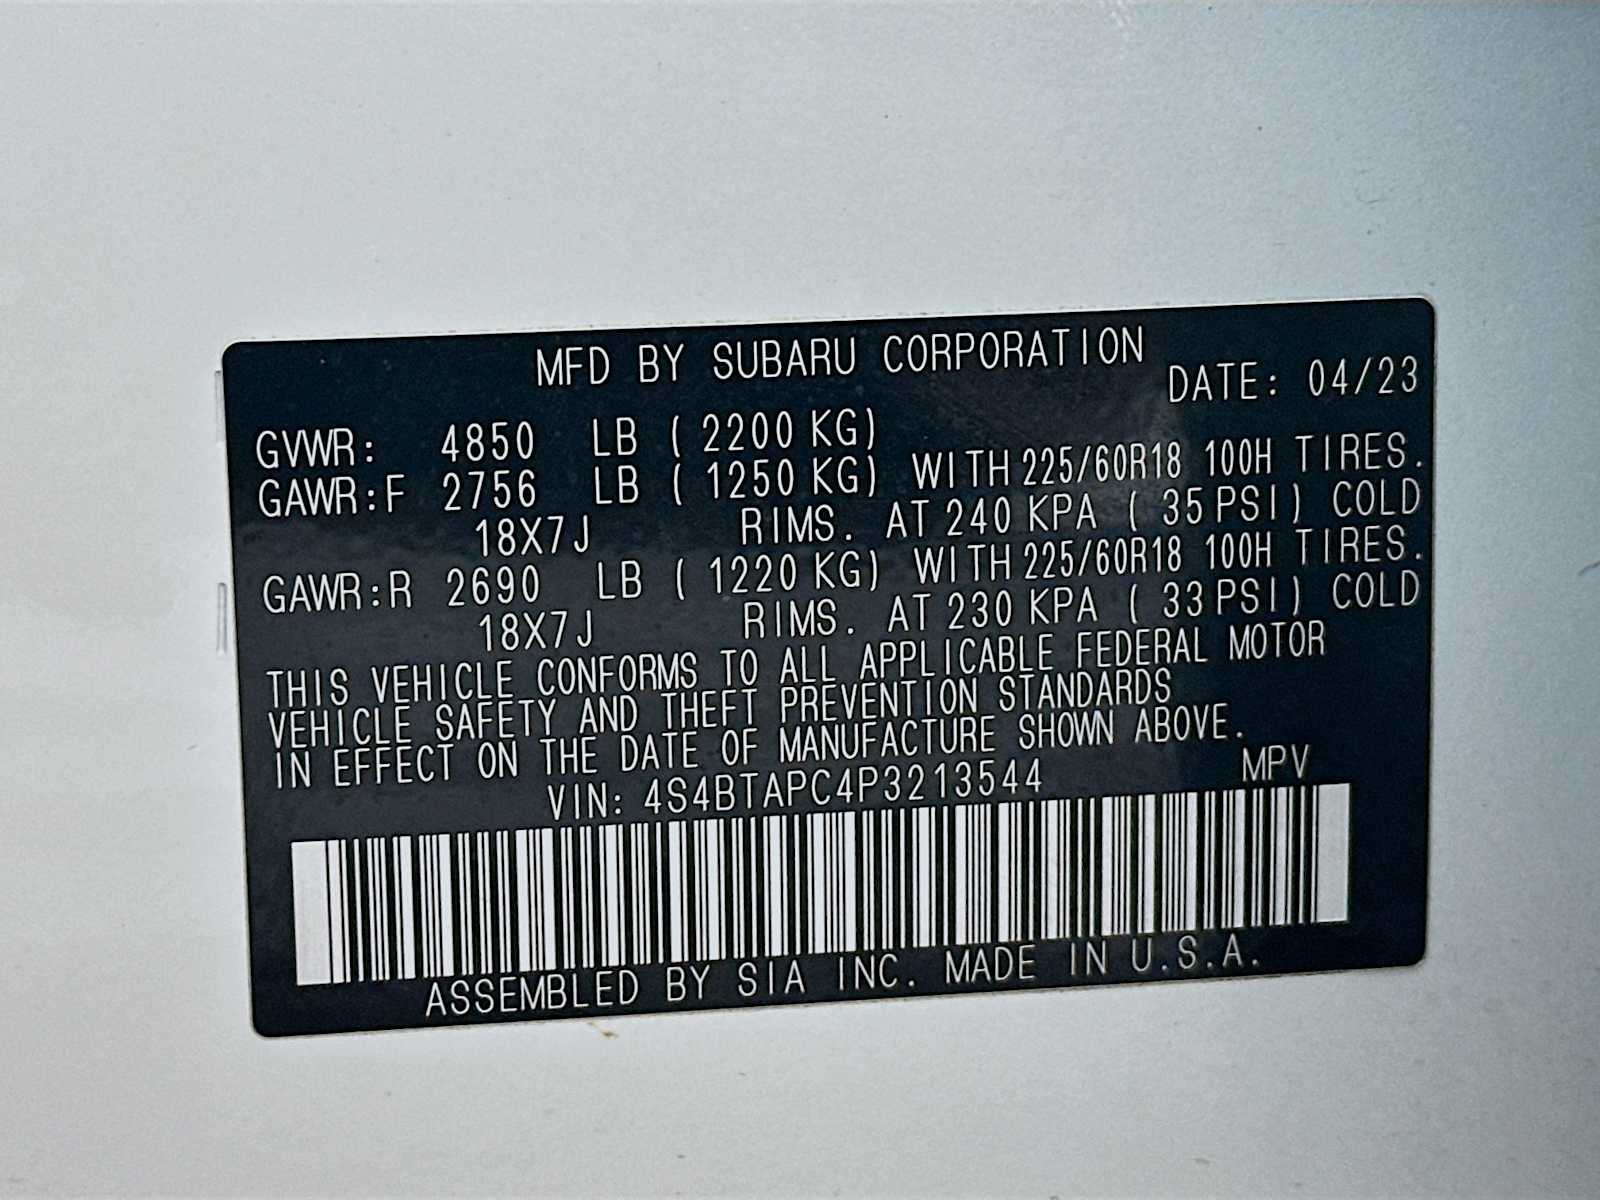 MFD BY SUBARU CORPORATION
DATE: 04/23
GVWR: 4850 LB ( 2200 KG)
GAWR:F 2756 LB ( 1250 KG) WITH 225/60R18 100H TIRES.
18X7J RIMS. AT 240 KPA ( 35 PSI) COLD
GAWR:R 2690 LB ( 1220 KG) WITH 225/60R18 100H TIRES.
18X7J RIMS. AT 230 KPA ( 33 PSI) COLD
THIS VEHICLE CONFORMS TO ALL APPLICABLE FEDERAL MOTOR
VEHICLE SAFETY AND THEFT PREVENTION STANDARDS
IN EFFECT ON THE DATE OF MANUFACTURE SHOWN ABOVE.
VIN: 4S4BTAPC4P3213544 MPV
ASSEMBLED BY SIA INC. MADE IN U.S.A.